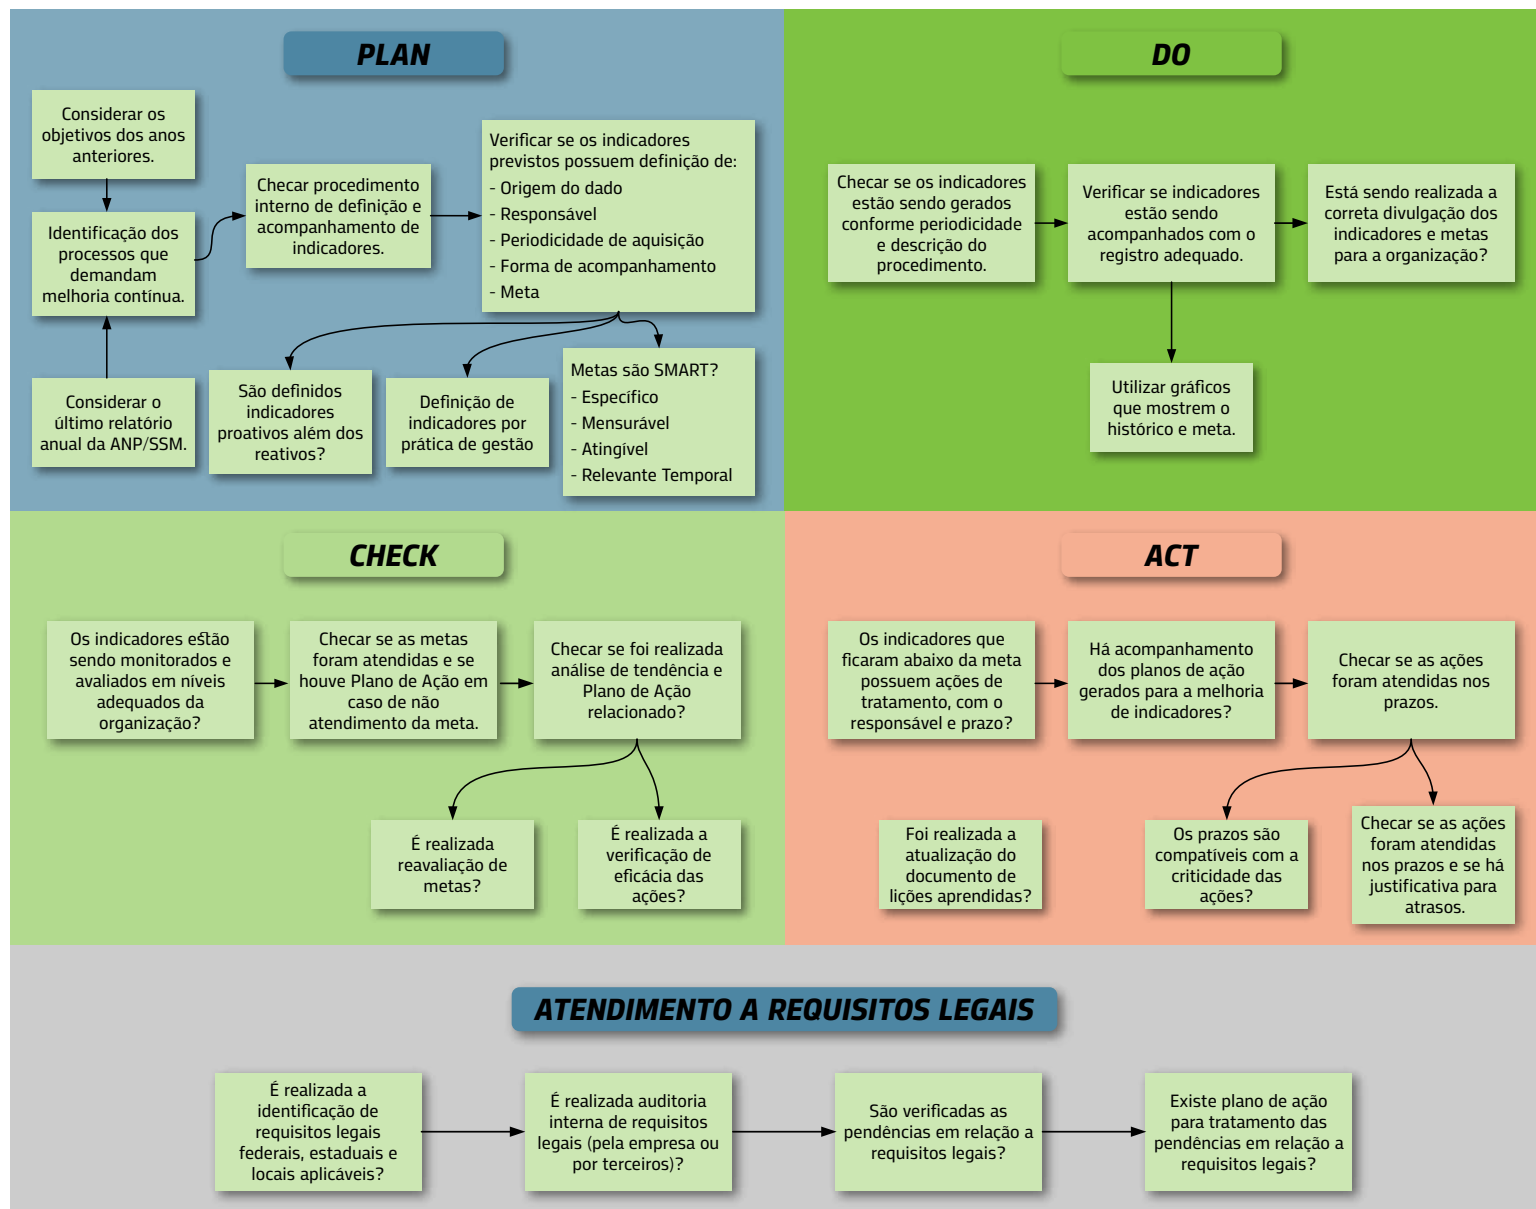 PLAN
Considerar os
objetivos dos anos
anteriores.
Identificação dos
processos que
demandam
melhoria contínua.
Considerar o
último relatório
anual da ANP/SSM.
Checar procedimento
interno de definição e
acompanhamento de
indicadores.
Verificar se os indicadores
previstos possuem definição de:
- Origem do dado
- Responsável
- Periodicidade de aquisição
- Forma de acompanhamento
- Meta
São definidos
indicadores
proativos além dos
reativos?
Definição de
indicadores por
prática de gestão
Metas são SMART?
- Específico
- Mensurável
- Atingível
- Relevante Temporal
DO
Checar se os indicadores
estão sendo gerados
conforme periodicidade
e descrição do
procedimento.
Verificar se indicadores
estão sendo
acompanhados com o
registro adequado.
Está sendo realizada a
correta divulgação dos
indicadores e metas
para a organização?
Utilizar gráficos
que mostrem o
histórico e meta.
CHECK
Os indicadores estão
sendo monitorados e
avaliados em níveis
adequados da
organização?
Checar se as metas
foram atendidas e se
houve Plano de Ação em
caso de não
atendimento da meta.
Checar se foi realizada
análise de tendência e
Plano de Ação
relacionado?
É realizada
reavaliação de
metas?
É realizada a
verificação de
eficácia das
ações?
ACT
Os indicadores que
ficaram abaixo da meta
possuem ações de
tratamento, com o
responsável e prazo?
Há acompanhamento
dos planos de ação
gerados para a melhoria
de indicadores?
Checar se as ações
foram atendidas nos
prazos.
Foi realizada a
atualização do
documento de
lições aprendidas?
Os prazos são
compatíveis com a
criticidade das
ações?
Checar se as ações
foram atendidas
nos prazos e se há
justificativa para
atrasos.
ATENDIMENTO A REQUISITOS LEGAIS
É realizada a
identificação de
requisitos legais
federais, estaduais e
locais aplicáveis?
É realizada auditoria
interna de requisitos
legais (pela empresa ou
por terceiros)?
São verificadas as
pendências em relação a
requisitos legais?
Existe plano de ação
para tratamento das
pendências em relação a
requisitos legais?